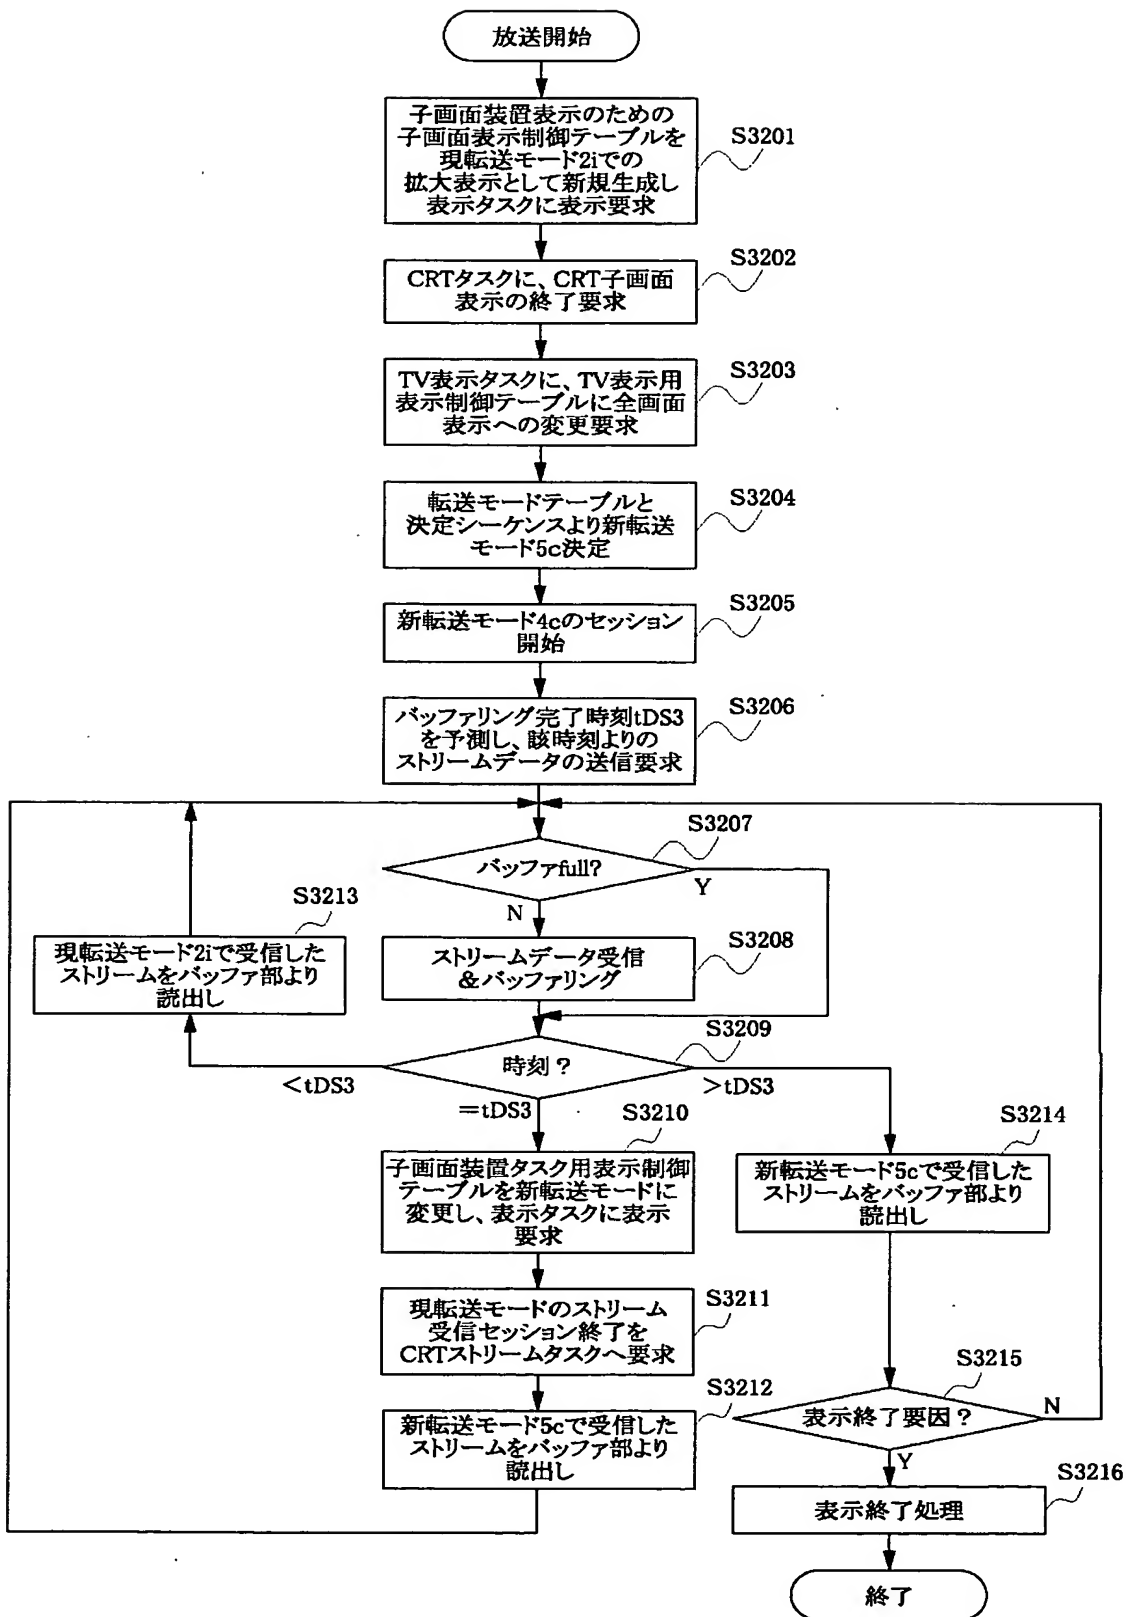 放送開始
子画面装置表示のための
子画面表示制御テーブルを
現転送モード2iでの
拡大表示として新規生成し
表示タスクに表示要求
S3201
S3202
CRTタスクに、CRT子画面
表示の終了要求
S3203
TV表示タスクに、TV表示用
表示制御テーブルに全画面
表示への変更要求
S3204
転送モードテーブルと
決定シーケンスより新転送
モード5c決定
S3205
新転送モード4cのセッション
開始
S3206
バッファリング完了時刻tDS3
を予測し、該時刻よりの
ストリームデータの送信要求
S3207
バッファfull?
Y
N
S3213
現転送モード2iで受信した
ストリームをバッファ部より
読出し
S3208
ストリームデータ受信
&バッファリング
S3209
時刻?
<tDS3
=tDS3
>tDS3
S3210
子画面装置タスク用表示制御
テーブルを新転送モードに
変更し、表示タスクに表示
要求
S3214
新転送モード5cで受信した
ストリームをバッファ部より
読出し
S3211
現転送モードのストリーム
受信セッション終了を
CRTストリームタスクへ要求
S3212
新転送モード5cで受信した
ストリームをバッファ部より
読出し
S3215
表示終了要因?
N
Y
S3216
表示終了処理
終了